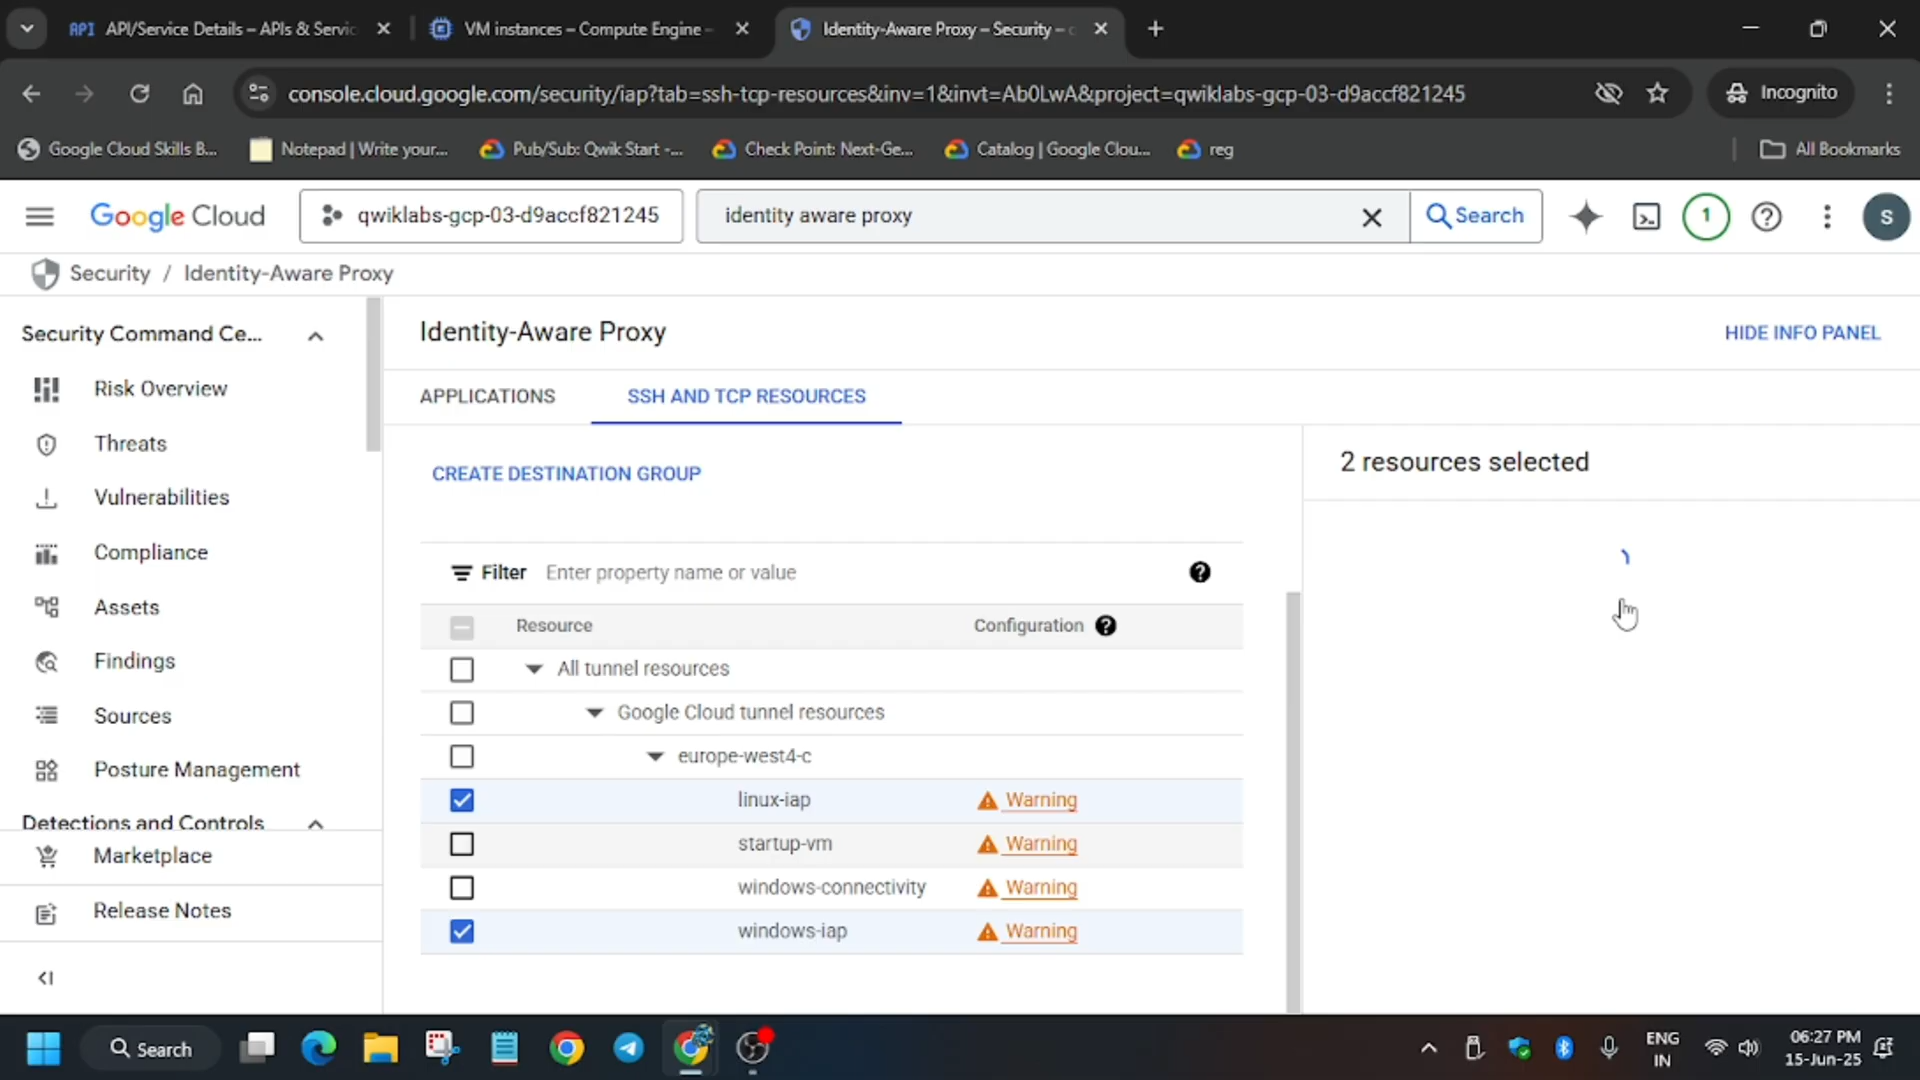 API API/Service Details – APIs & Servic
VM instances – Compute Engine –
Identity-Aware Proxy – Security – c
console.cloud.google.com/security/iap?tab=ssh-tcp-resources&inv=1&invt=Ab0LwA&project=qwiklabs-gcp-03-d9accf821245
Incognito
Google Cloud Skills B...
Notepad | Write your...
Pub/Sub: Qwik Start -...
Check Point: Next-Ge...
Catalog | Google Clou...
reg
All Bookmarks
Google Cloud
qwiklabs-gcp-03-d9accf821245
identity aware proxy
Search
1
S
Security / Identity-Aware Proxy
Security Command Ce...
Risk Overview
Threats
Vulnerabilities
Compliance
Assets
Findings
Sources
Posture Management
Detections and Controls
Marketplace
Release Notes
Identity-Aware Proxy
HIDE INFO PANEL
APPLICATIONS
SSH AND TCP RESOURCES
CREATE DESTINATION GROUP
Filter Enter property name or value
Resource Configuration
All tunnel resources
Google Cloud tunnel resources
europe-west4-c
linux-iap Warning
startup-vm Warning
windows-connectivity Warning
windows-iap Warning
2 resources selected
Search
ENG
IN
06:27 PM
15-Jun-25